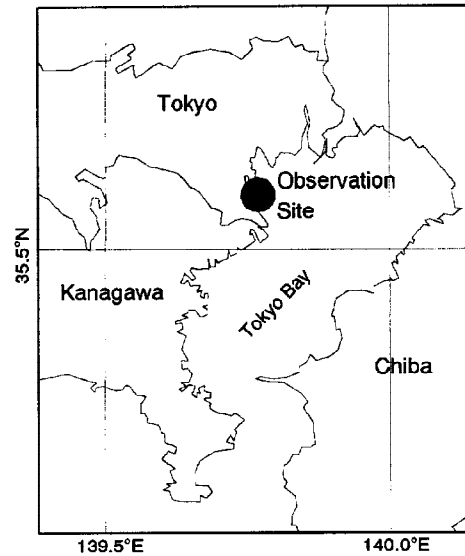 Tokyo
Observation
Site
35.5°N
Kanagawa
Tokyo Bay
Chiba
139.5°E
140.0°E